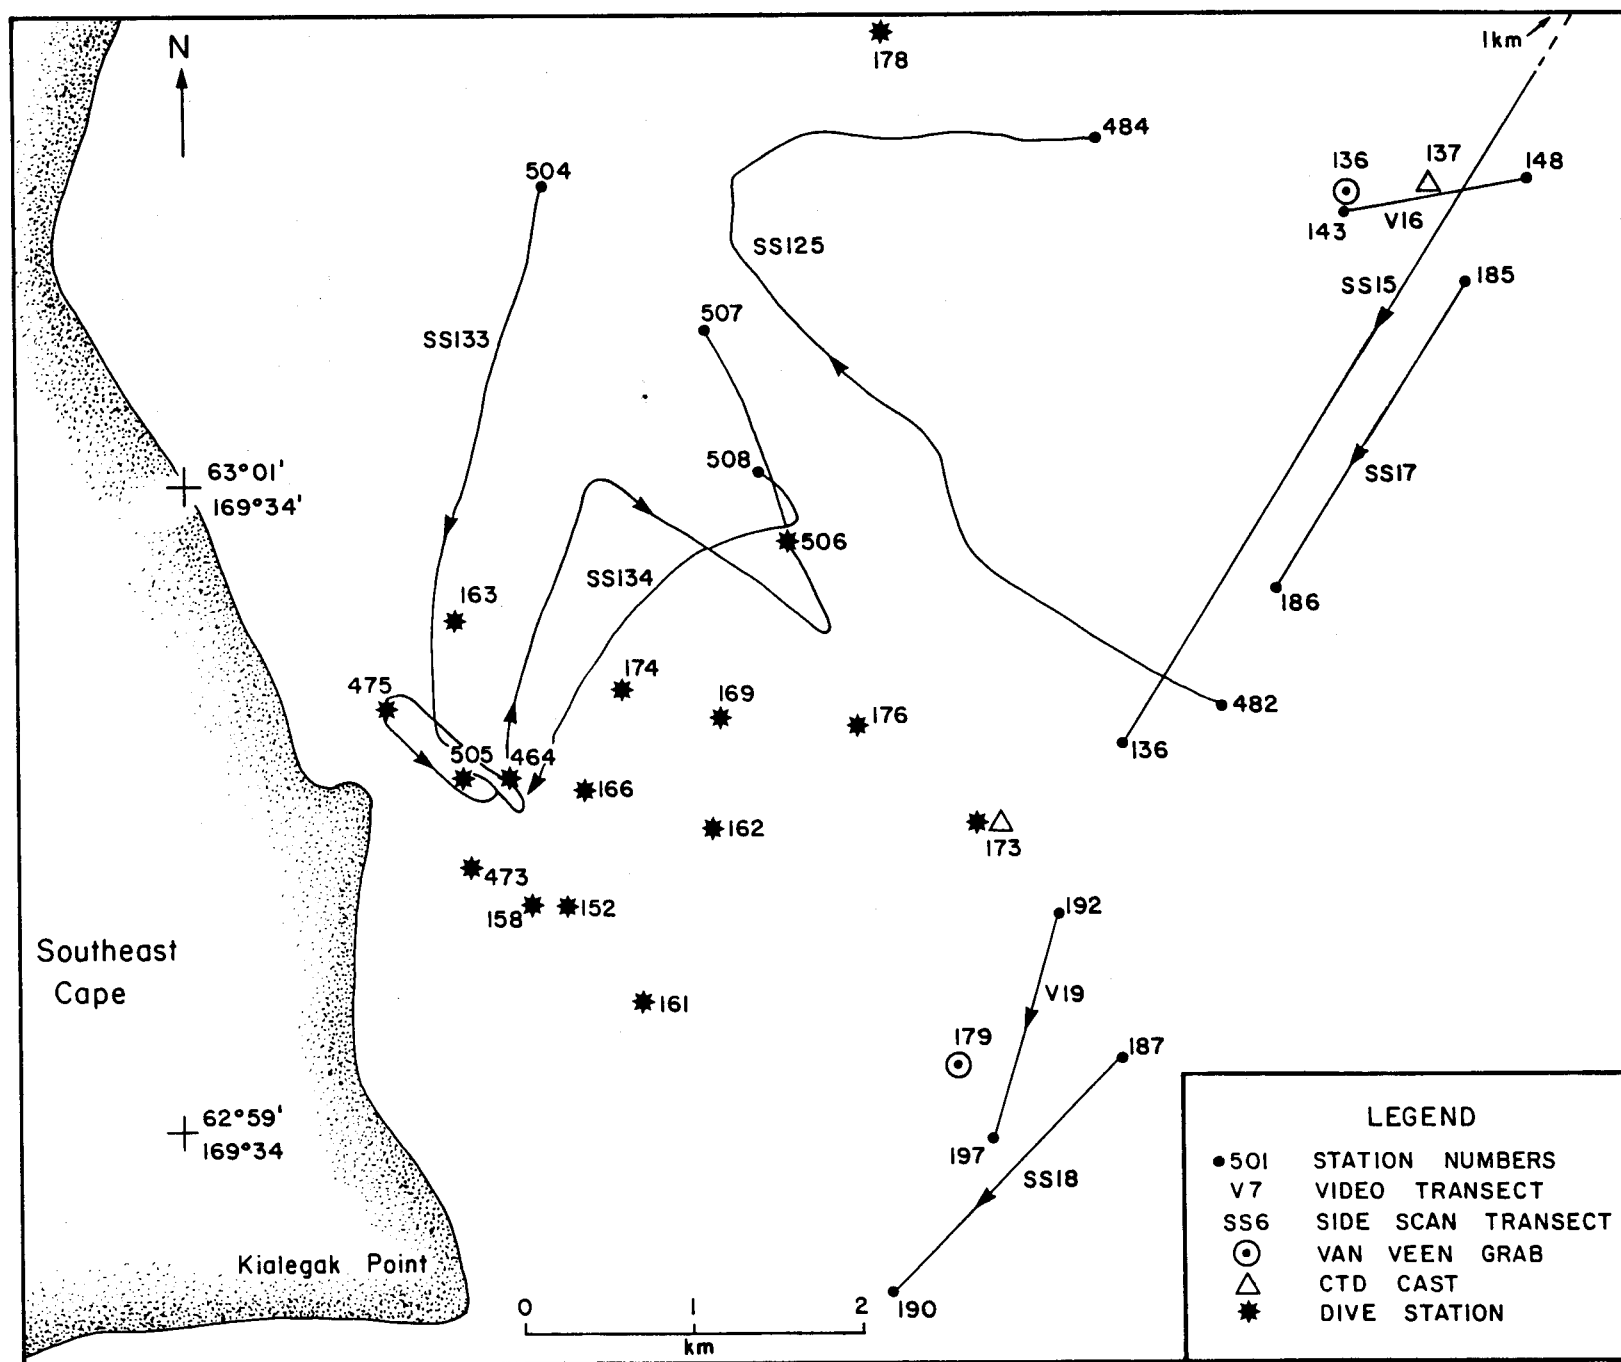 N
1km
178
484
504
136
137
148
143
V16
SS125
185
SS15
507
SS133
508
SS17
63°01'
169°34'
506
SS134
163
186
174
475
169
176
482
505
464
136
166
162
173
473
158
152
192
Southeast
Cape
161
V19
179
187
62°59'
169°34
197
SS18
Kialegak Point
0
1
2
190
km
LEGEND
501 STATION NUMBERS
V7 VIDEO TRANSECT
SS6 SIDE SCAN TRANSECT
VAN VEEN GRAB
CTD CAST
DIVE STATION